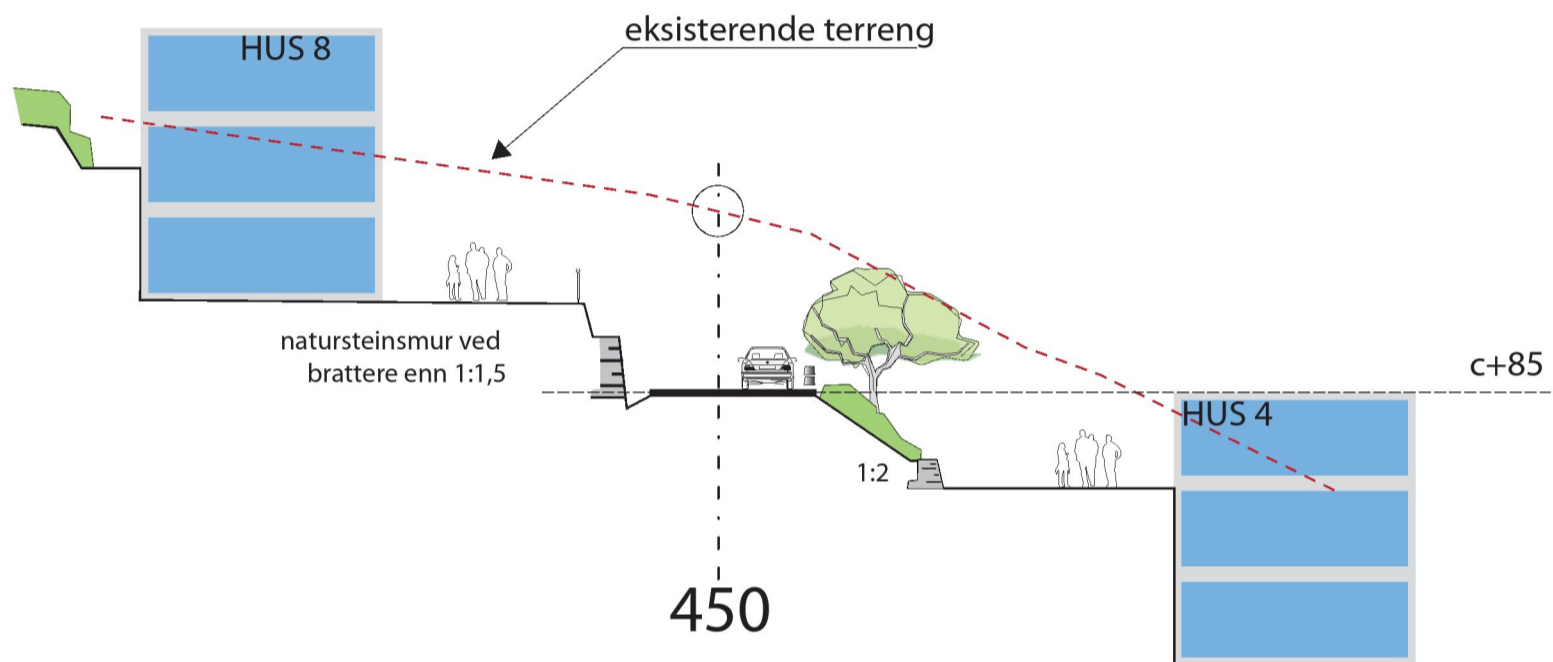 eksisterende terreng
HUS 8
natursteinsmur ved
brattere enn 1:1,5
c+85
HUS 4
1:2
450